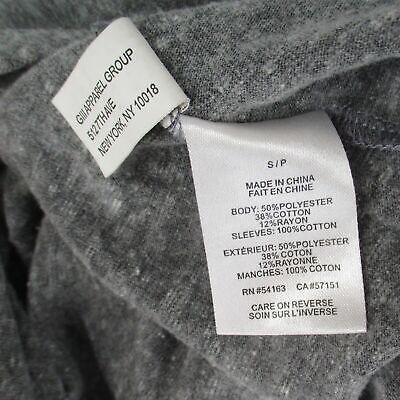 GIII APPAREL GROUP
512 7TH AVE
NEW YORK, NY 10018
S/P
MADE IN CHINA
FAIT EN CHINE
BODY: 50%POLYESTER
38%COTTON
12%RAYON
SLEEVES: 100%COTTON
EXTÉRIEUR: 50%POLYESTER
38% COTON
12%RAYONNE
MANCHES: 100% COTON
RN #54163 CA #57151
CARE ON REVERSE
SOIN SUR L'INVERSE